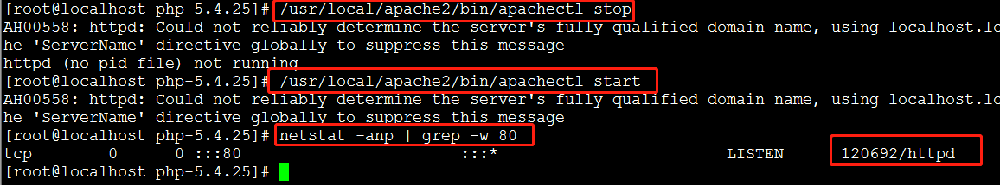 [root@localhost php-5.4.25]# /usr/local/apache2/bin/apachectl stop
AH00558: httpd: Could not reliably determine the server's fully qualified domain name, using localhost.lo
he 'ServerName' directive globally to suppress this message
httpd (no pid file) not running
[root@localhost php-5.4.25]# /usr/local/apache2/bin/apachectl start
AH00558: httpd: Could not reliably determine the server's fully qualified domain name, using localhost.lo
he 'ServerName' directive globally to suppress this message
[root@localhost php-5.4.25]# netstat -anp | grep -w 80
tcp        0      0 :::80                       :::*                        LISTEN      120692/httpd
[root@localhost php-5.4.25]#